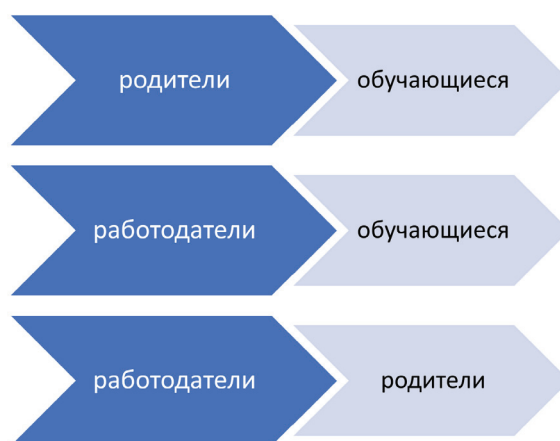 родители
обучающиеся
работодатели
обучающиеся
работодатели
родители